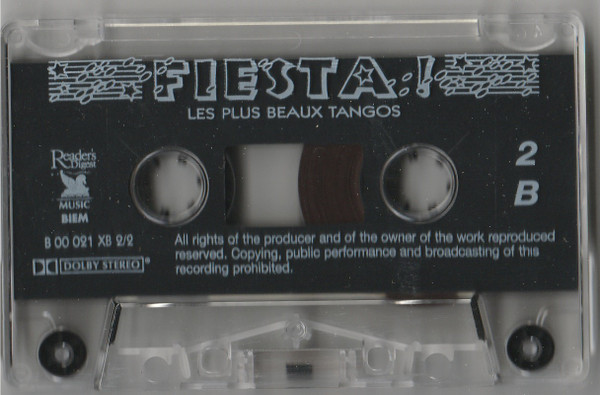 FIESTA!
LES PLUS BEAUX TANGOS
Reader's
Digest
MUSIC
BIEM
2
B
B 00 021 XB 2/2
DOLBY STEREO
All rights of the producer and of the owner of the work reproduced
reserved. Copying, public performance and broadcasting of this
recording prohibited.